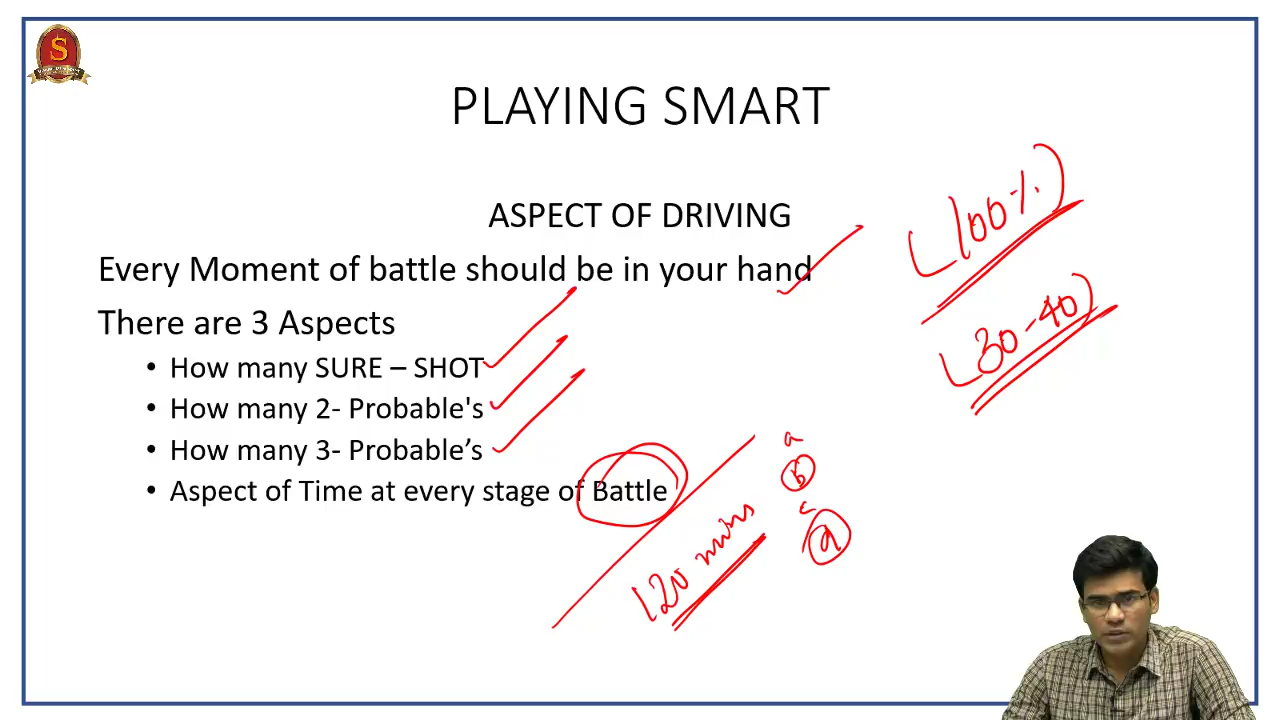 S
PLAYING SMART
ASPECT OF DRIVING
Every Moment of battle should be in your hand
There are 3 Aspects
• How many SURE – SHOT
• How many 2- Probable's
• How many 3- Probable’s
• Aspect of Time at every stage of Battle
100%
30-40
120 mins
a
b
c
d